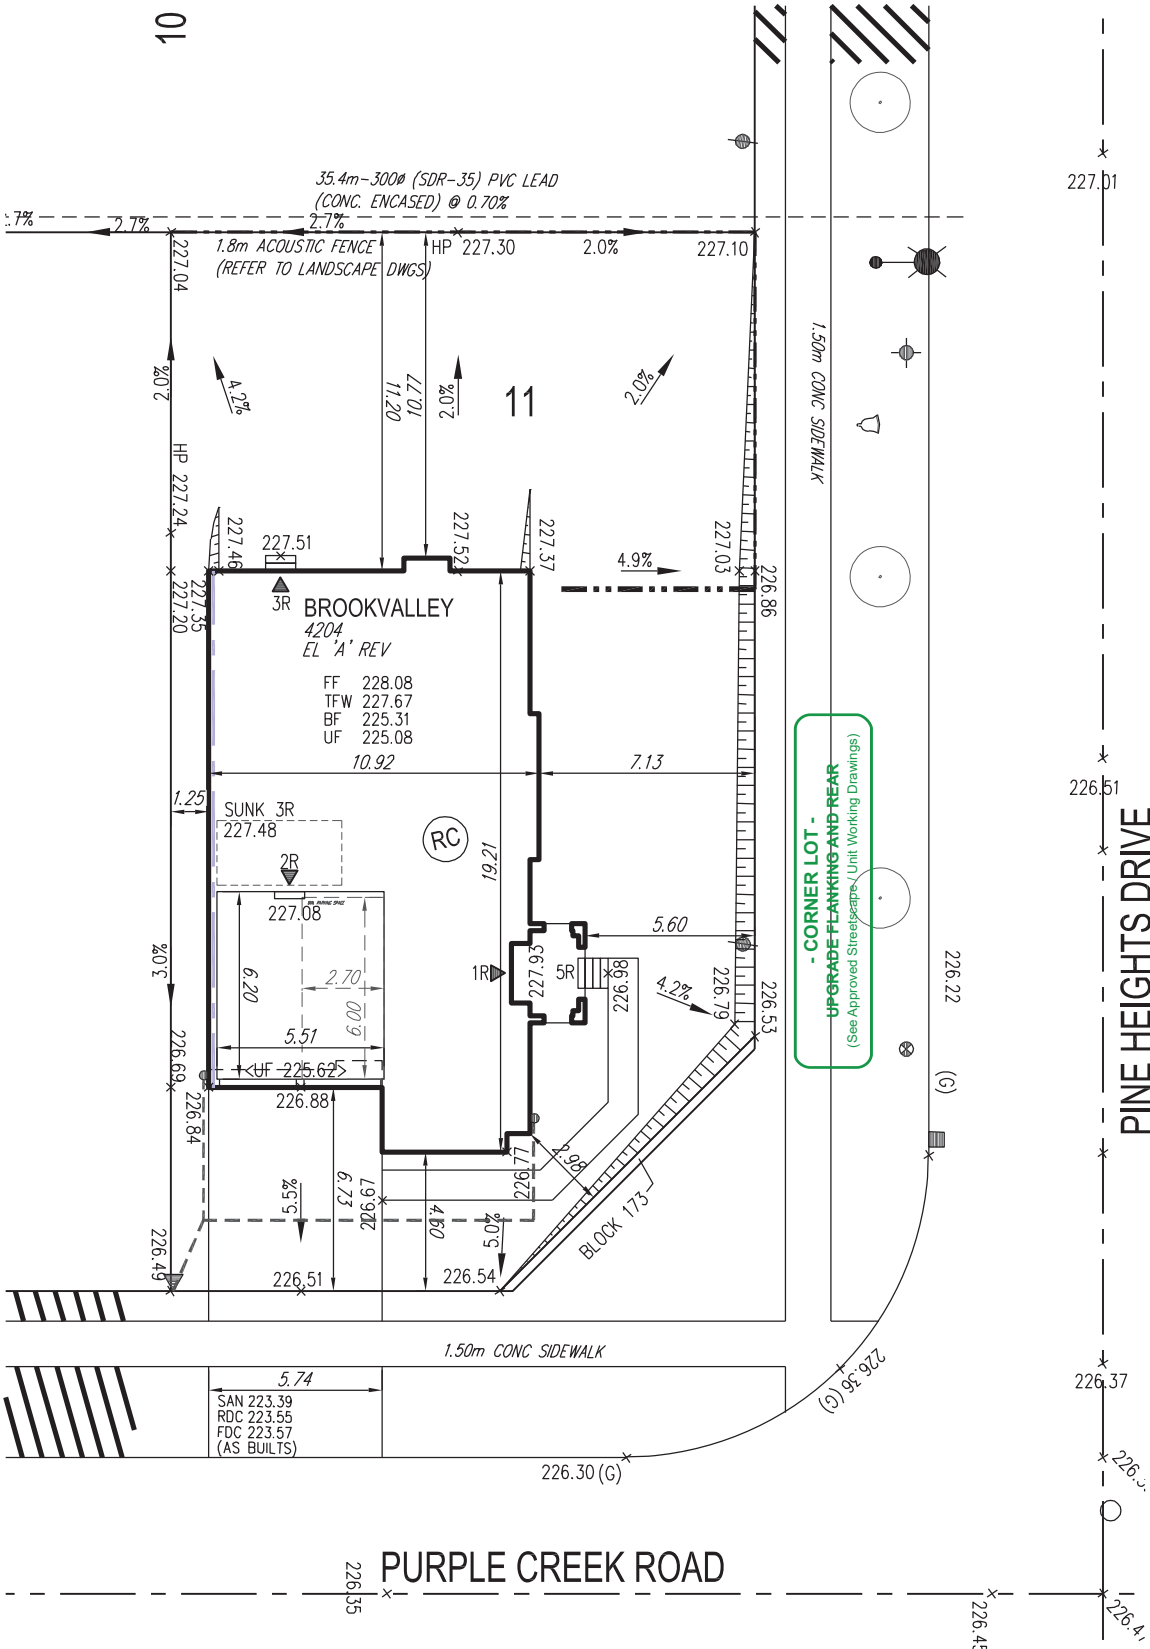 10
35.4m-300ø (SDR-35) PVC LEAD
(CONC. ENCASED) @ 0.70%
.7%
2.7%
2.7%
1.8m ACOUSTIC FENCE
(REFER TO LANDSCAPE DWGS)
HP 227.30
2.0%
227.10
227.01
227.04
2.0%
4.2%
11.20
10.77
2.0%
11
2.0%
1.50m CONC SIDEWALK
HP 227.24
227.46
227.51
227.52
227.37
4.9%
227.03
226.86
227.20
227.35
3R
BROOKVALLEY
4204
EL 'A' REV
FF 228.08
TFW 227.67
BF 225.31
UF 225.08
10.92
7.13
1.25
SUNK 3R
227.48
RC
19.21
2R
227.08
- CORNER LOT -
UPGRADE FLANKING AND REAR
(See Approved Streetscape / Unit Working Drawings)
226.51
PINE HEIGHTS DRIVE
3.0%
6.20
2.70
6.00
5.51
1R
227.93
5R
226.98
5.60
4.2%
226.79
226.53
226.22
(G)
226.69
<UF 225.62>
226.88
226.84
226.77
2.98
BLOCK 173
5.5%
6.73
226.67
4.60
5.0%
226.49
226.51
226.54
1.50m CONC SIDEWALK
5.74
SAN 223.39
RDC 223.55
FDC 223.57
(AS BUILTS)
226.36 (G)
226.37
226.30 (G)
226.3
PURPLE CREEK ROAD
226.35
226.45
226.4